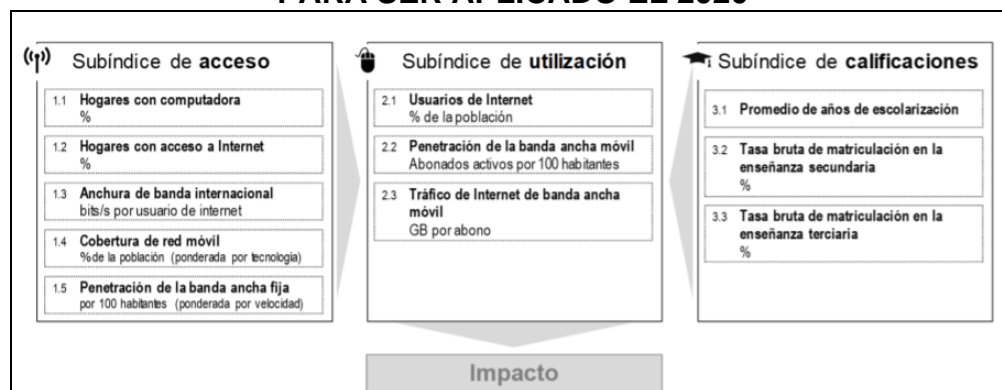 PARA SER APLICADO EL 2020
Subíndice de acceso
1.1 Hogares con computadora
%
1.2 Hogares con acceso a Internet
%
1.3 Anchura de banda internacional
bits/s por usuario de internet
1.4 Cobertura de red móvil
%de la población (ponderada por tecnología)
1.5 Penetración de la banda ancha fija
por 100 habitantes (ponderada por velocidad)
Subíndice de utilización
2.1 Usuarios de Internet
% de la población
2.2 Penetración de la banda ancha móvil
Abonados activos por 100 habitantes
2.3 Tráfico de Internet de banda ancha
móvil
GB por abono
Subíndice de calificaciones
3.1 Promedio de años de escolarización
3.2 Tasa bruta de matriculación en la
enseñanza secundaria
%
3.3 Tasa bruta de matriculación en la
enseñanza terciaria
%
Impacto